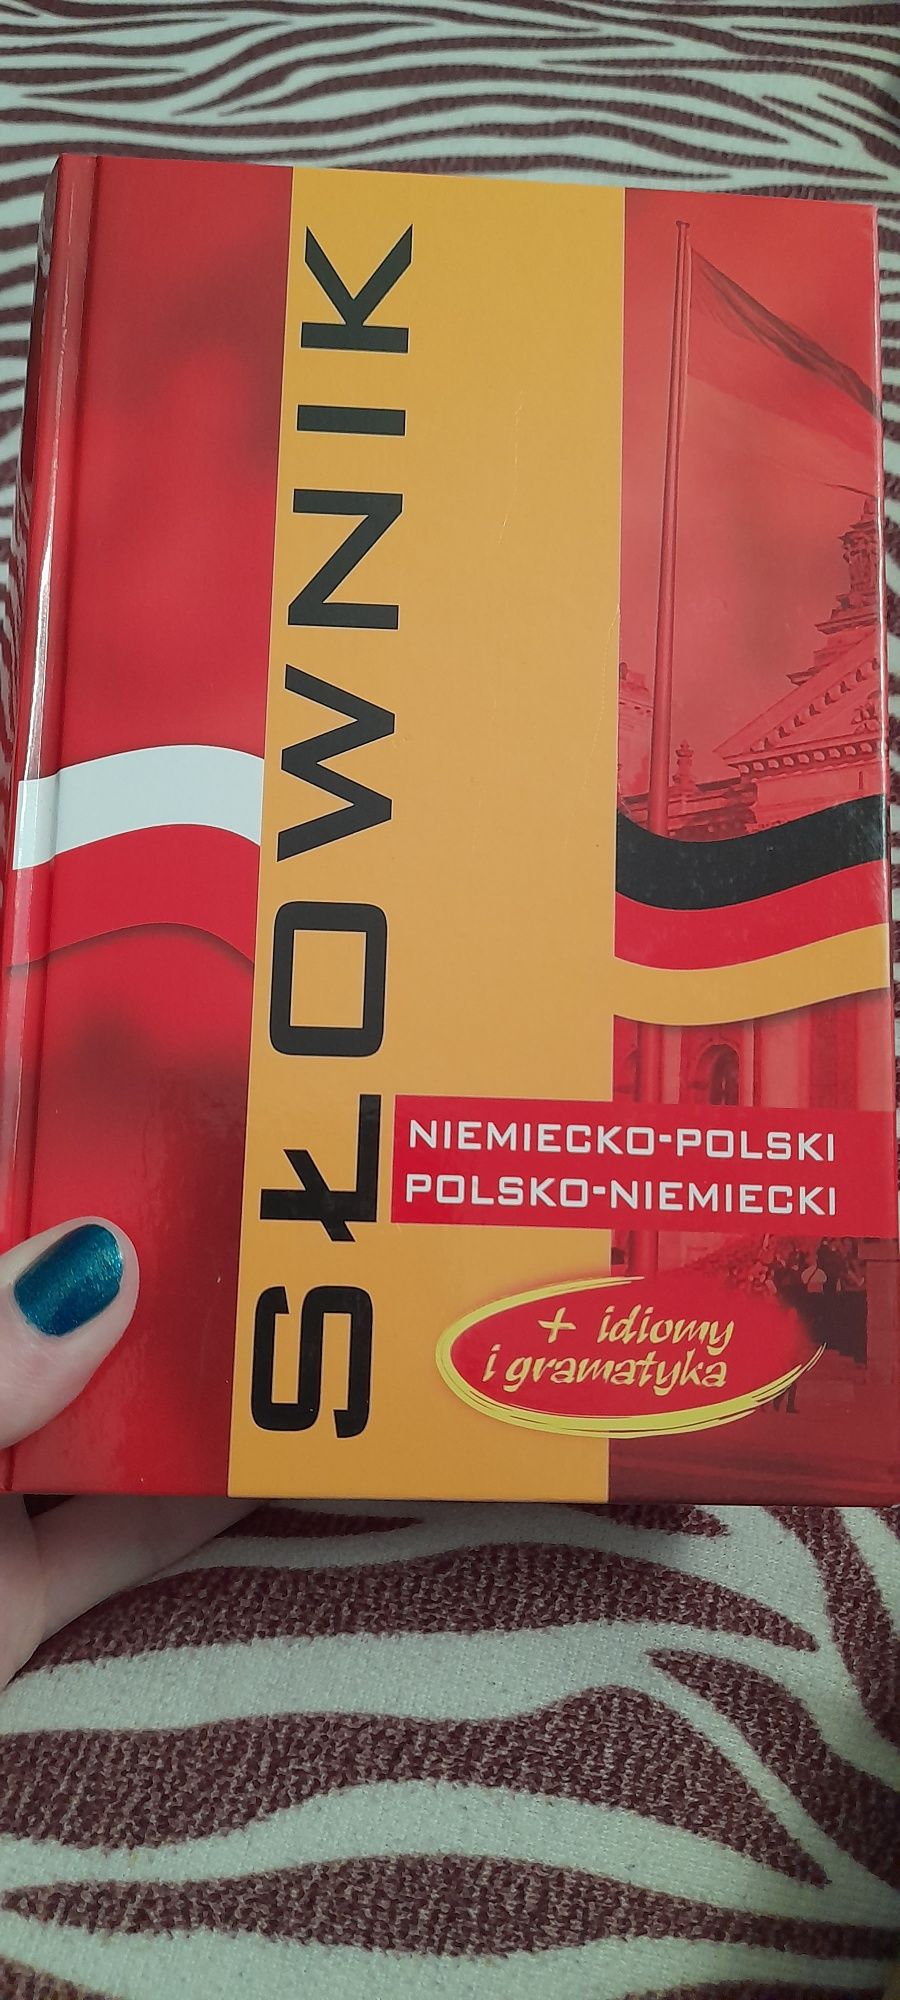 SŁOWNIK
NIEMIECKO-POLSKI
POLSKO-NIEMIECKI
+ idiomy
i gramatyka